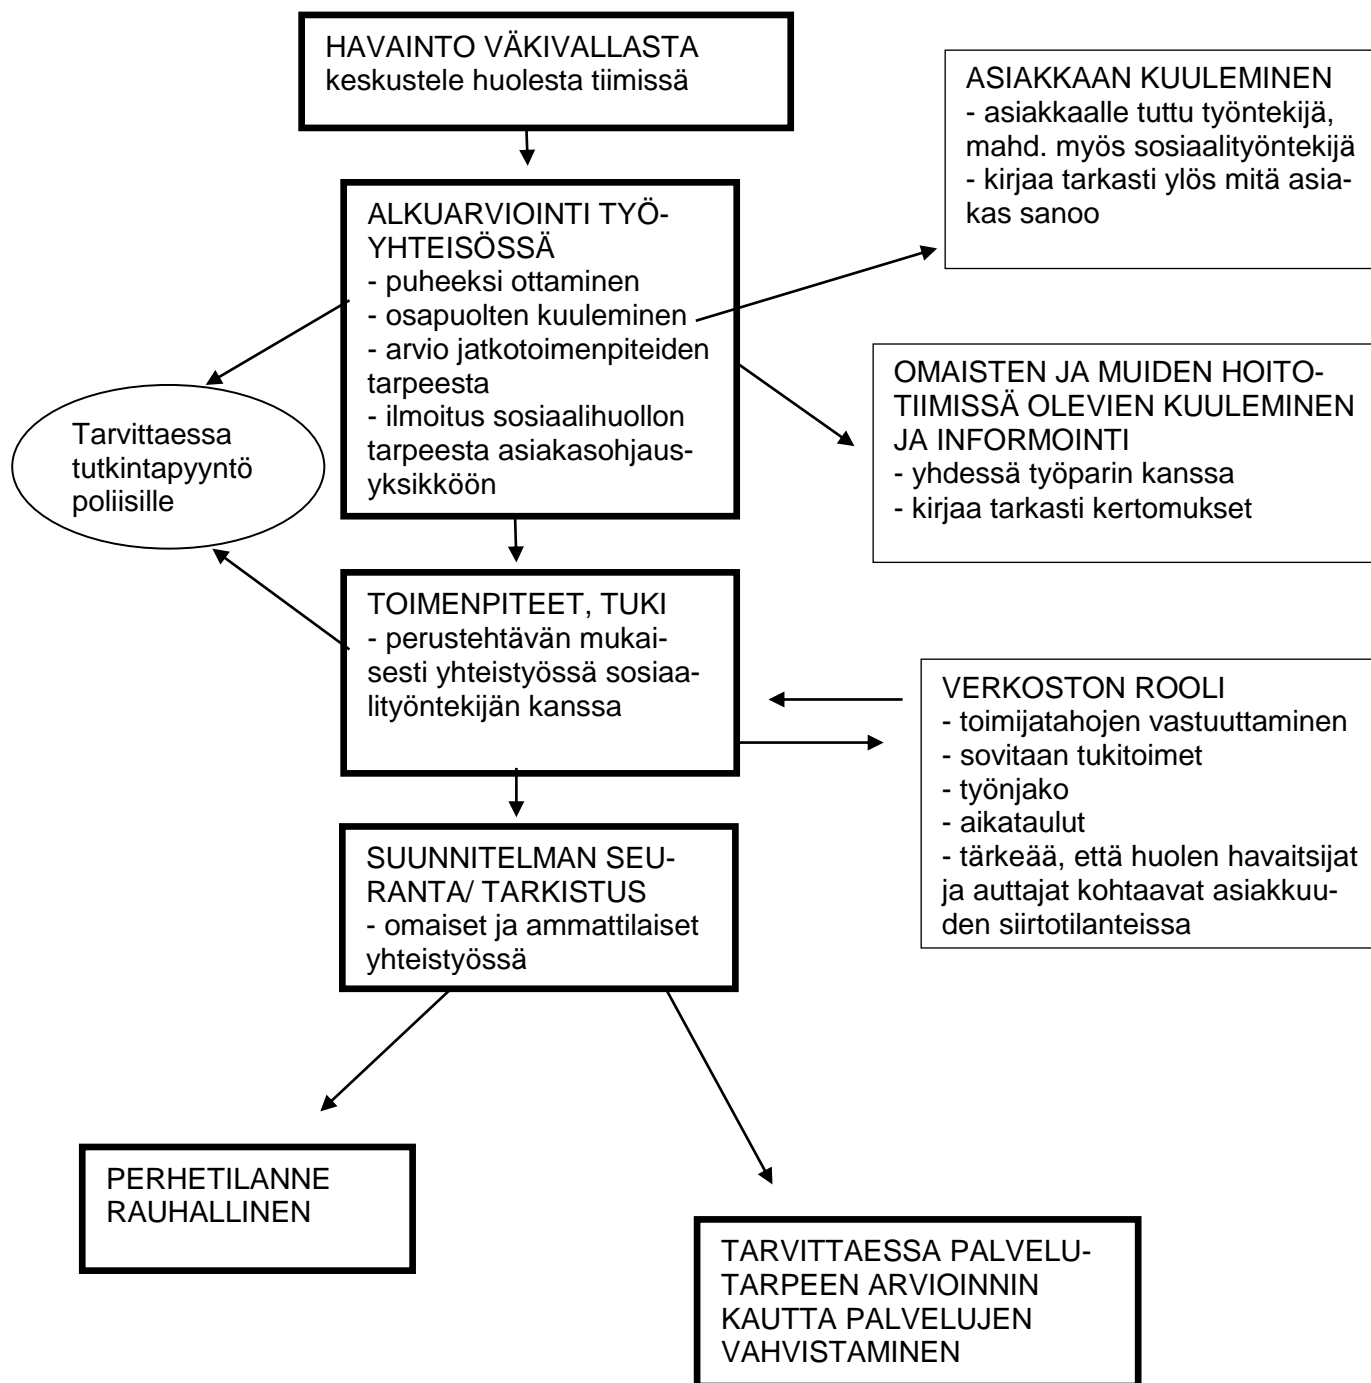 HAVAINTO VÄKIVALLASTA
keskustele huolesta tiimissä
ASIAKKAAN KUULEMINEN
- asiakkaalle tuttu työntekijä,
mahd. myös sosiaalityöntekijä
- kirjaa tarkasti ylös mitä asia-
kas sanoo
ALKUARVIOINTI TYÖ-
YHTEISÖSSÄ
- puheeksi ottaminen
- osapuolten kuuleminen
- arvio jatkotoimenpiteiden
tarpeesta
- ilmoitus sosiaalihuollon
tarpeesta asiakasohjaus-
yksikköön
OMAISTEN JA MUIDEN HOITO-
TIIMISSÄ OLEVIEN KUULEMINEN
JA INFORMOINTI
- yhdessä työparin kanssa
- kirjaa tarkasti kertomukset
Tarvittaessa
tutkintapyyntö
poliisille
TOIMENPITEET, TUKI
- perustehtävän mukai-
sesti yhteistyössä sosiaa-
lityöntekijän kanssa
VERKOSTON ROOLI
- toimijatahojen vastuuttaminen
- sovitaan tukitoimet
- työnjako
- aikataulut
- tärkeää, että huolen havaitsijat
ja auttajat kohtaavat asiakkuu-
den siirtotilanteissa
SUUNNITELMAN SEU-
RANTA/ TARKISTUS
- omaiset ja ammattilaiset
yhteistyössä
PERHETILANNE
RAUHALLINEN
TARVITTAESSA PALVELU-
TARPEEN ARVIOINNIN
KAUTTA PALVELUJEN
VAHVISTAMINEN